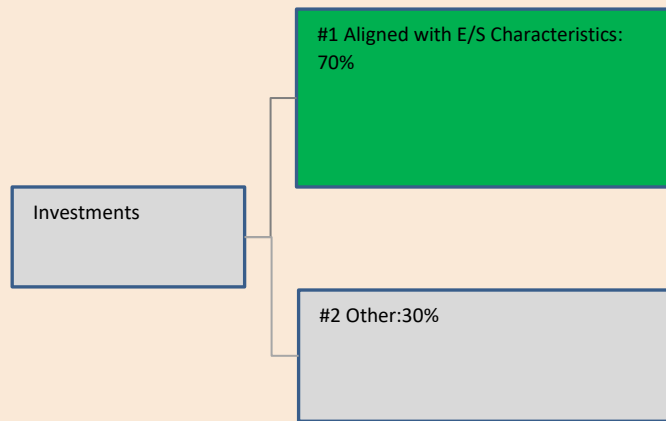 #1 Aligned with E/S Characteristics:
70%
Investments
#2 Other:30%